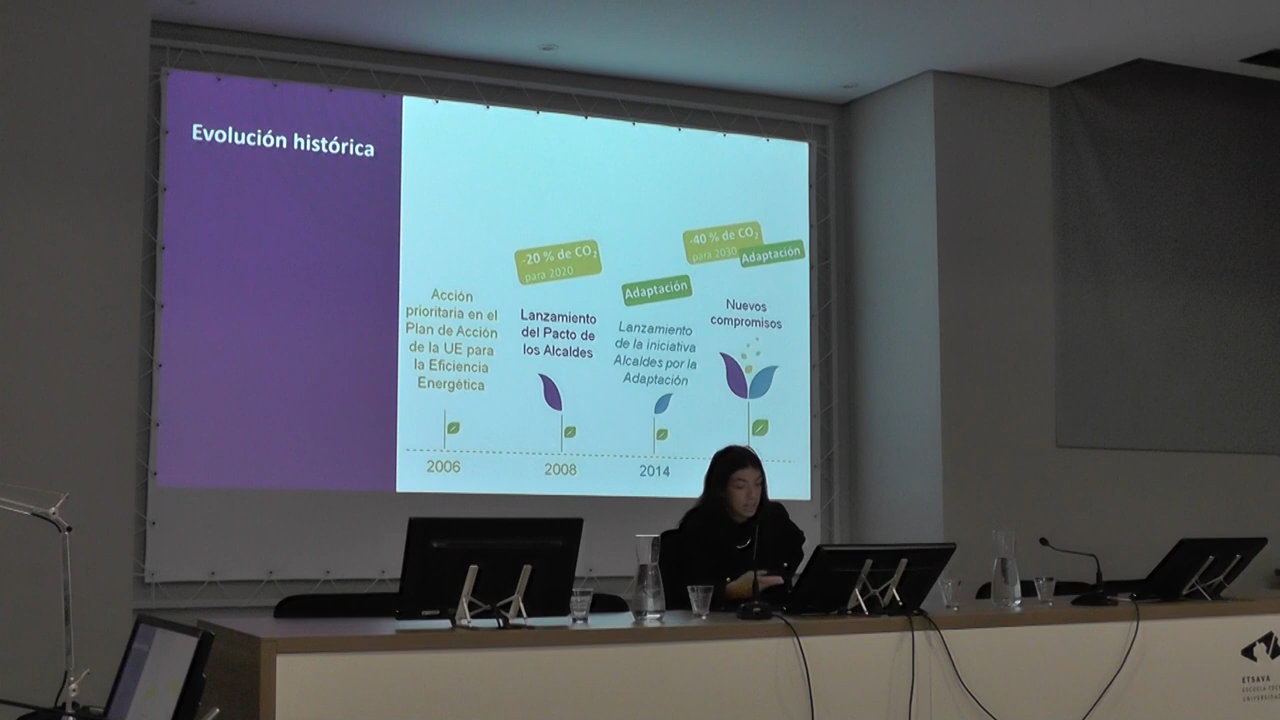 Evolución histórica
Acción
prioritaria en el
Plan de Acción
de la UE para
la Eficiencia
Energética
2006
-20 % de CO₂
para 2020
Lanzamiento
del Pacto de
los Alcaldes
2008
Adaptación
Lanzamiento
de la iniciativa
Alcaldes por la
Adaptación
2014
-40 % de CO₂
para 2030
Adaptación
Nuevos
compromisos
ETSAVA